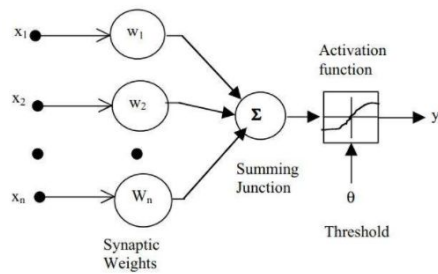 x1
w1
x2
w2
xn
Wn
Synaptic
Weights
Σ
Summing
Junction
Activation
function
y
θ
Threshold